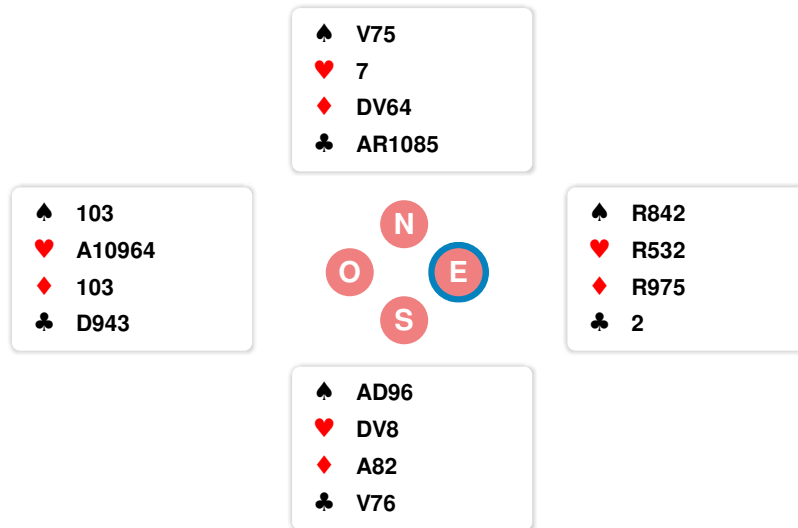 ♠ V75
♥ 7
♦ DV64
♣ AR1085
♠ 103
♥ A10964
♦ 103
♣ D943
N
O
E
S
♠ R842
♥ R532
♦ R975
♣ 2
♠ AD96
♥ DV8
♦ A82
♣ V76